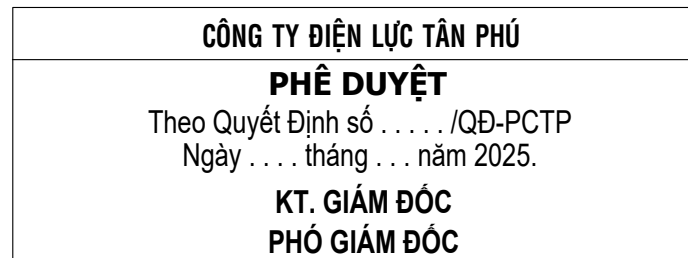 CÔNG TY ĐIỆN LỰC TÂN PHÚ
PHÊ DUYỆT
Theo Quyết Định số . . . . . /QĐ-PCTP
Ngày . . . . tháng . . . năm 2025.
KT. GIÁM ĐỐC
PHÓ GIÁM ĐỐC